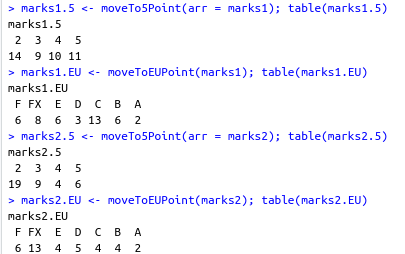 > marks1.5 <- moveTo5Point(arr = marks1); table(marks1.5)
marks1.5
 2  3  4  5
14  9 10 11
> marks1.EU <- moveToEUPoint(marks1); table(marks1.EU)
marks1.EU
 F FX  E  D  C  B  A
 6  8  6  3 13  6  2
> marks2.5 <- moveTo5Point(arr = marks2); table(marks2.5)
marks2.5
 2  3  4  5
19  9  4  6
> marks2.EU <- moveToEUPoint(marks2); table(marks2.EU)
marks2.EU
 F FX  E  D  C  B  A
 6 13  4  5  4  4  2